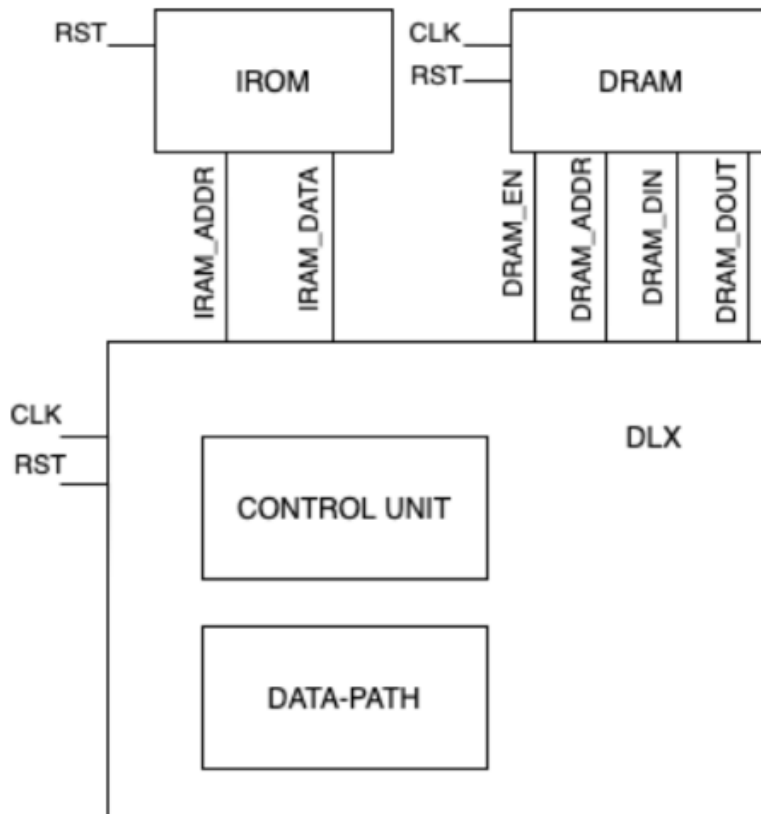 RST
IROM
CLK
RST
DRAM
IRAM_ADDR
IRAM_DATA
DRAM_EN
DRAM_ADDR
DRAM_DIN
DRAM_DOUT
CLK
RST
DLX
CONTROL UNIT
DATA-PATH